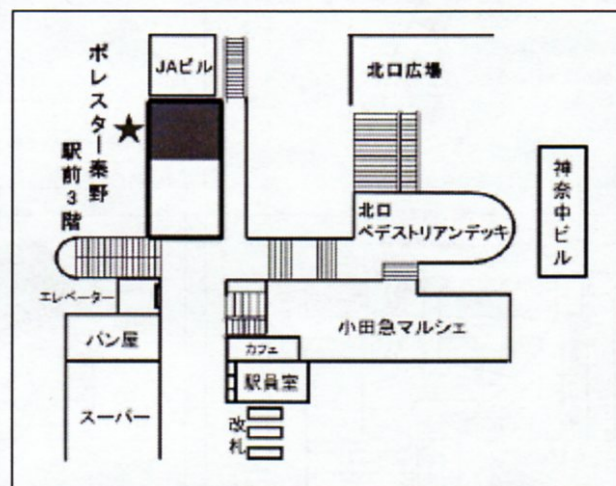 JAビル
北口広場
ポレスター秦野
★
駅前3階
神奈中ビル
北口
ペデストリアンデッキ
エレベーター
小田急マルシェ
パン屋
カフェ
駅員室
スーパー
改札